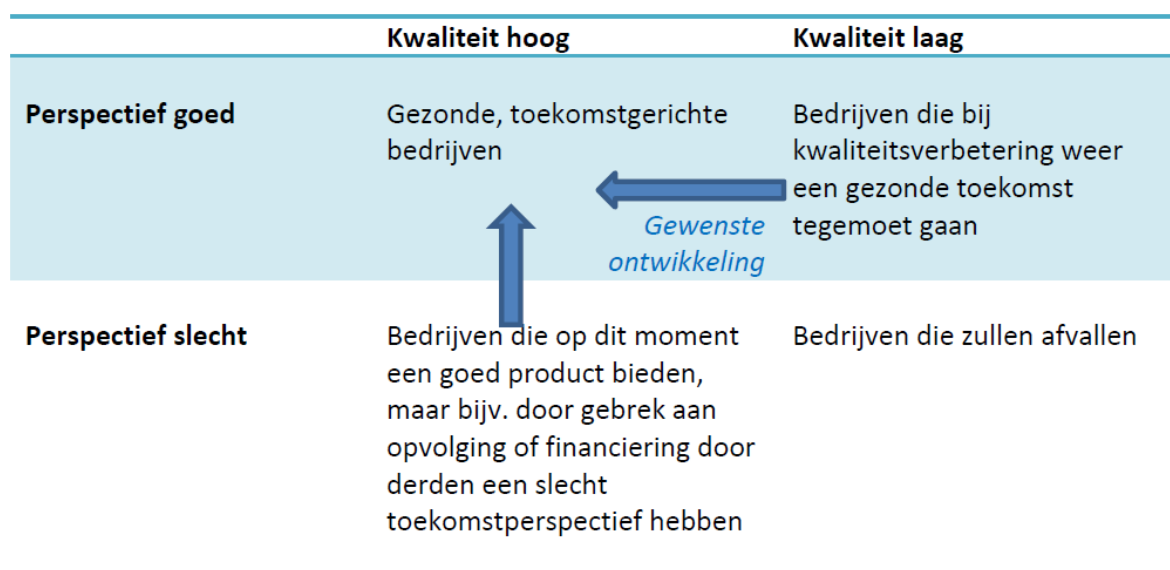 Kwaliteit hoog
Kwaliteit laag
Perspectief goed
Gezonde, toekomstgerichte
bedrijven
Bedrijven die bij
kwaliteitsverbetering weer
een gezonde toekomst
tegemoet gaan
Gewenste
ontwikkeling
Perspectief slecht
Bedrijven die op dit moment
een goed product bieden,
maar bijv. door gebrek aan
opvolging of financiering door
derden een slecht
toekomstperspectief hebben
Bedrijven die zullen afvallen